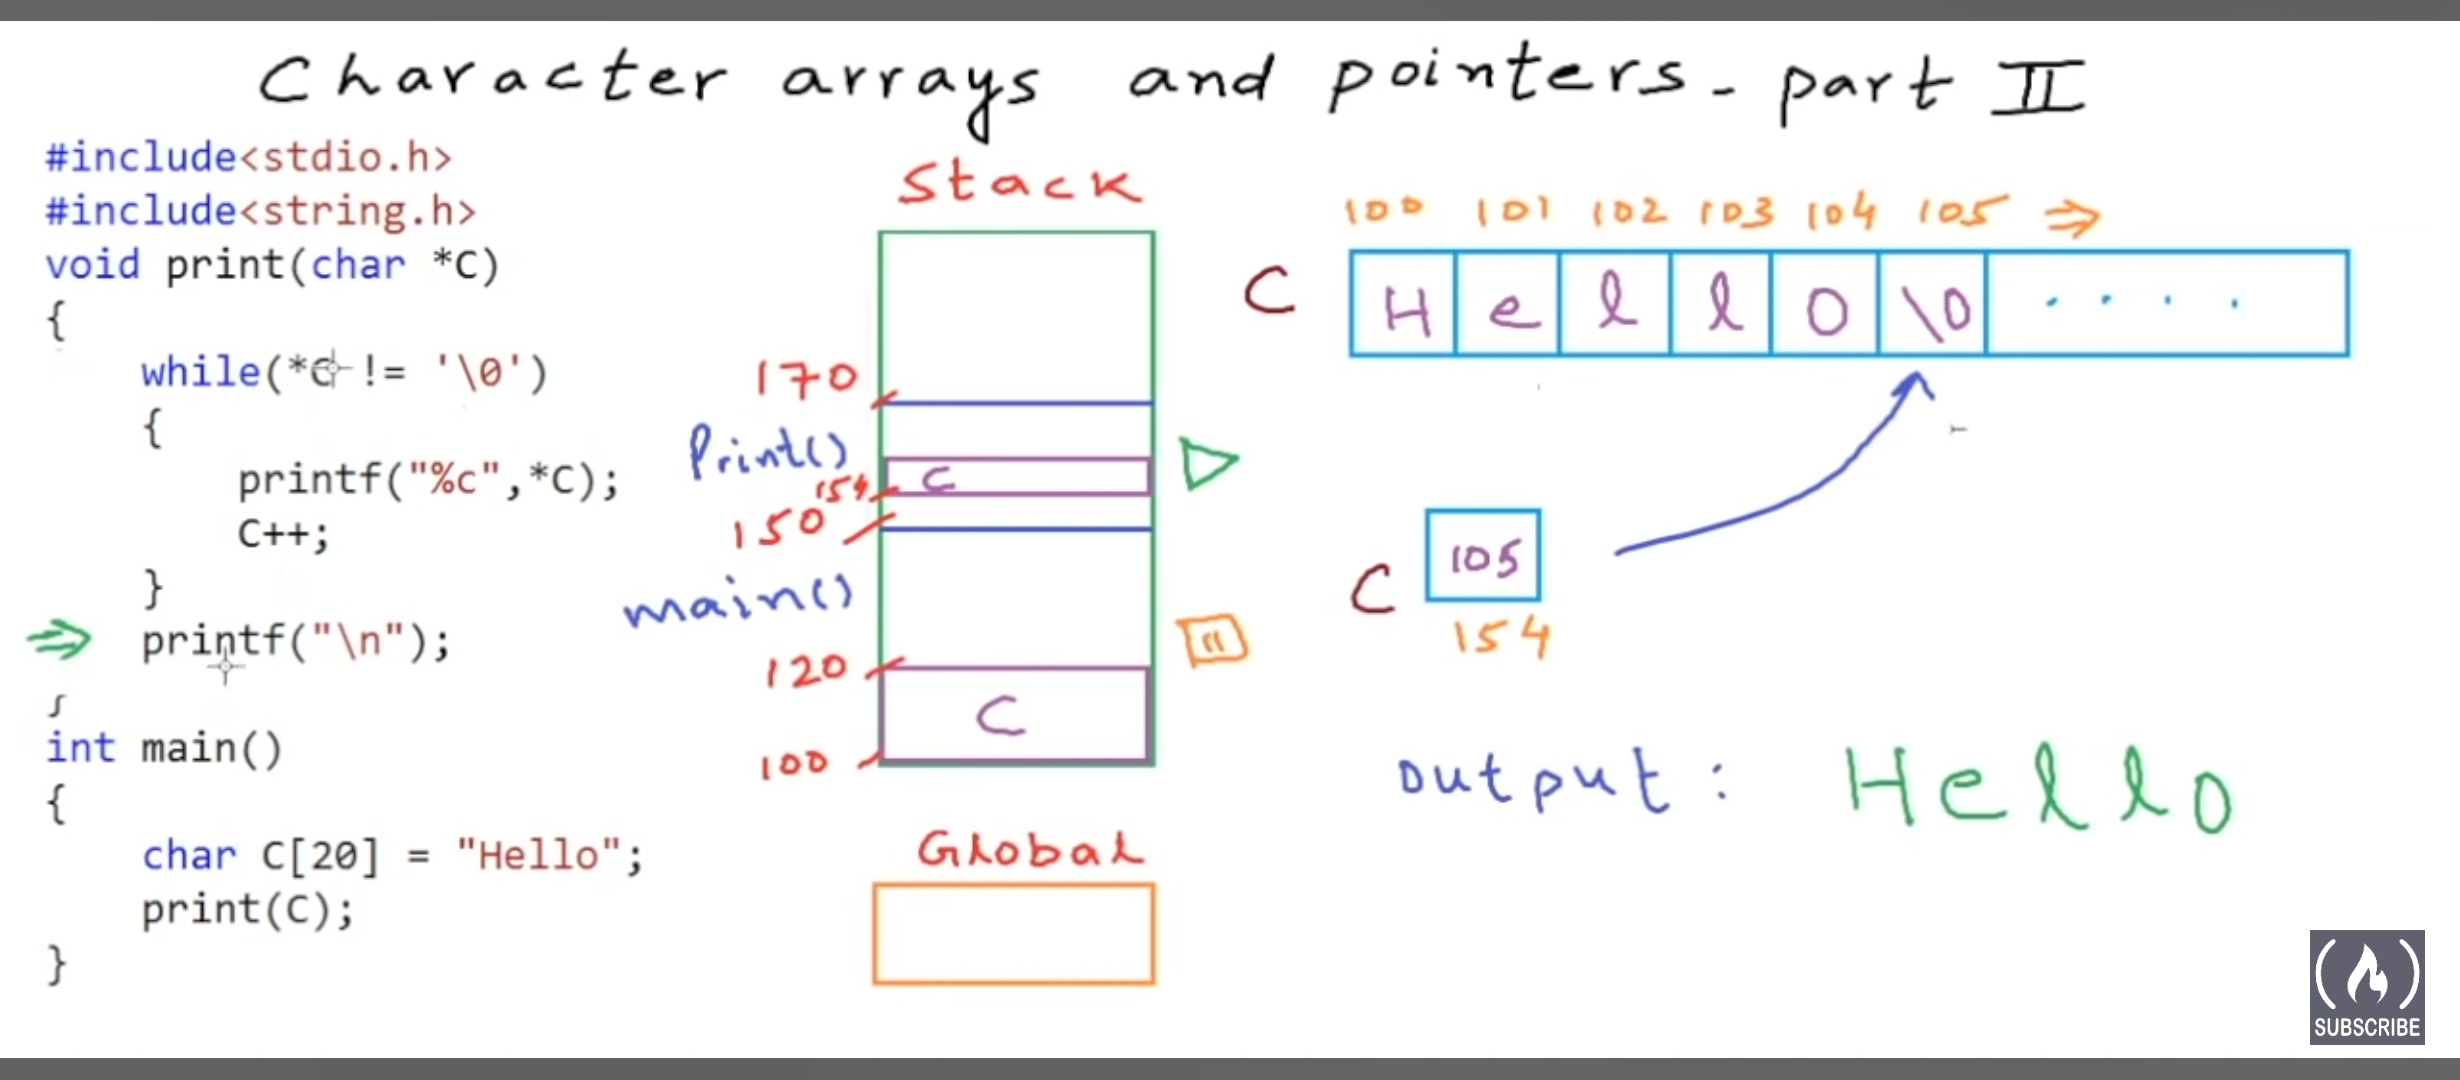 Character arrays and pointers - part II
#include<stdio.h>
#include<string.h>
void print(char *C)
{
while(*C != '\0')
{
printf("%c",*C);
C++;
}
printf("\n");
int main()
{
char C[20] = "Hello";
print(C);
}
Stack
170
Print()
C
154
150
main()
120
C
100
Global
100 101 102 103 104 105
C H e l l o \0 . . . .
C 105
154
Output: Hello
SUBSCRIBE